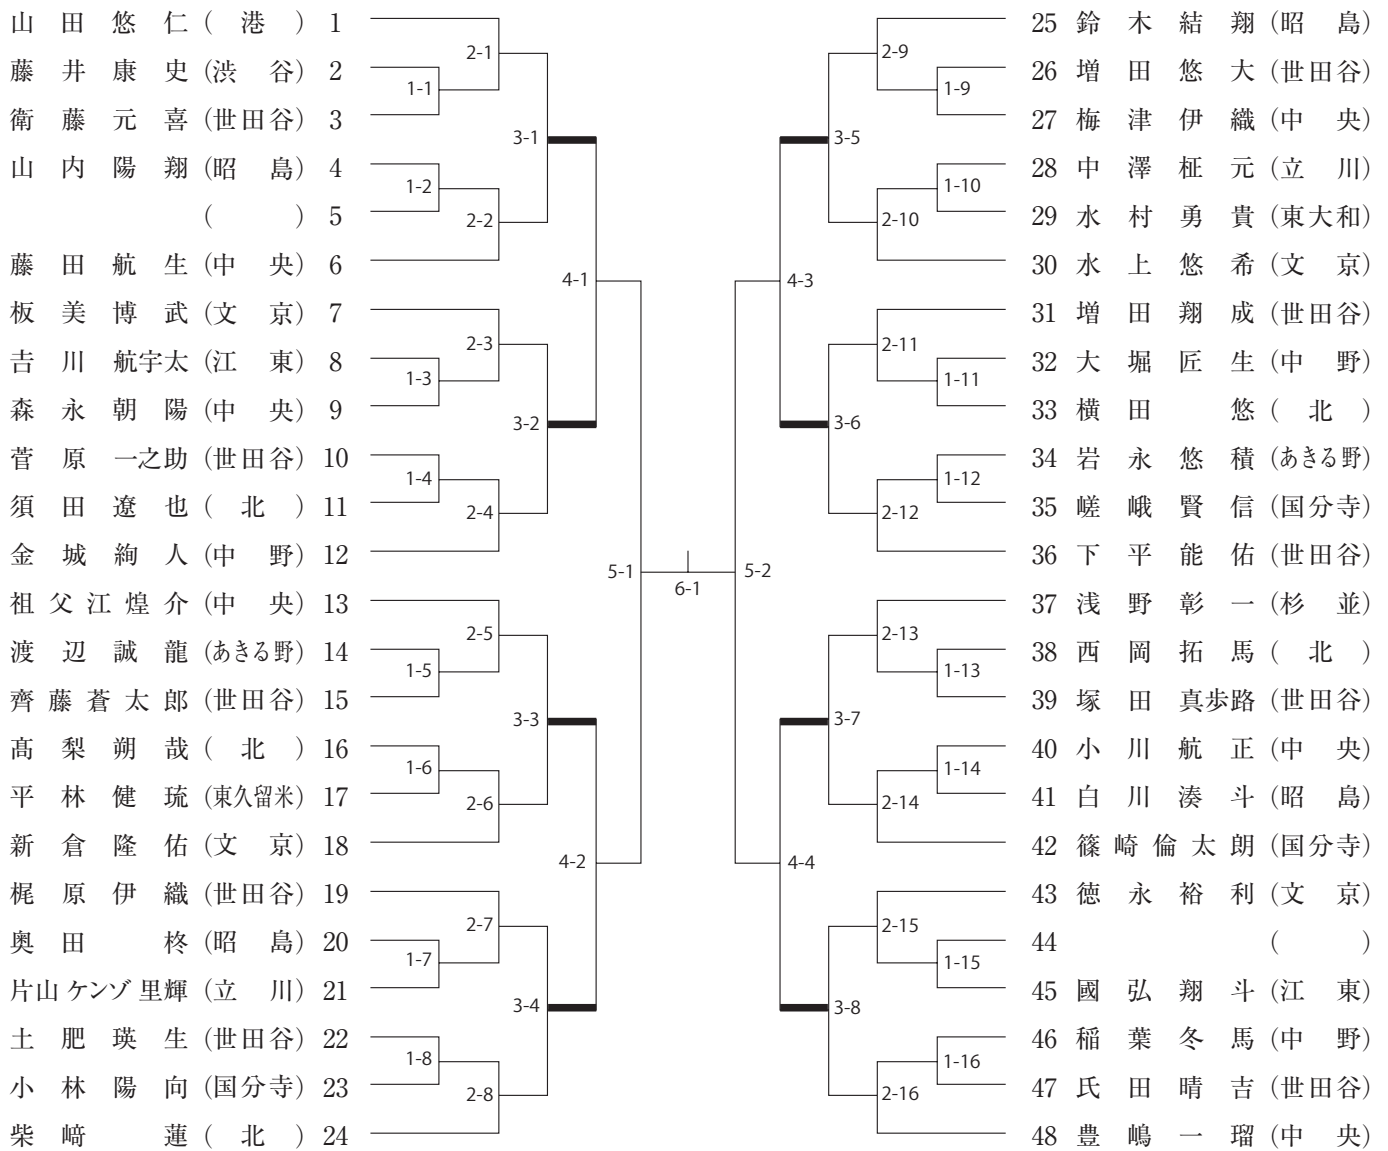 山田悠仁 (港) 1
藤井康史 (渋谷) 2
衛藤元喜 (世田谷) 3
山内陽翔 (昭島) 4
( ) 5
藤田航生 (中央) 6
板美博武 (文京) 7
吉川航宇太 (江東) 8
森永朝陽 (中央) 9
菅原一之助 (世田谷) 10
須田遼也 (北) 11
金城絢人 (中野) 12
祖父江煌介 (中央) 13
渡辺誠龍 (あきる野) 14
齊藤蒼太郎 (世田谷) 15
髙梨朔哉 (北) 16
平林健琉 (東久留米) 17
新倉隆佑 (文京) 18
梶原伊織 (世田谷) 19
奥田柊 (昭島) 20
片山ケンゾ里輝 (立川) 21
土肥瑛生 (世田谷) 22
小林陽向 (国分寺) 23
柴﨑蓮 (北) 24
1-1
1-2
1-3
1-4
1-5
1-6
1-7
1-8
2-1
2-2
2-3
2-4
2-5
2-6
2-7
2-8
3-1
3-2
3-3
3-4
4-1
4-2
5-1
6-1
5-2
4-3
4-4
3-5
3-6
3-7
3-8
2-9
2-10
2-11
2-12
2-13
2-14
2-15
2-16
1-9
1-10
1-11
1-12
1-13
1-14
1-15
1-16
25 鈴木結翔 (昭島)
26 増田悠大 (世田谷)
27 梅津伊織 (中央)
28 中澤柾元 (立川)
29 水村勇貴 (東大和)
30 水上悠希 (文京)
31 増田翔成 (世田谷)
32 大堀匠生 (中野)
33 横田悠 (北)
34 岩永悠積 (あきる野)
35 嵯峨賢信 (国分寺)
36 下平能佑 (世田谷)
37 浅野彰一 (杉並)
38 西岡拓馬 (北)
39 塚田真歩路 (世田谷)
40 小川航正 (中央)
41 白川湊斗 (昭島)
42 篠崎倫太朗 (国分寺)
43 徳永裕利 (文京)
44 ( )
45 國弘翔斗 (江東)
46 稲葉冬馬 (中野)
47 氏田晴吉 (世田谷)
48 豊嶋一瑠 (中央)